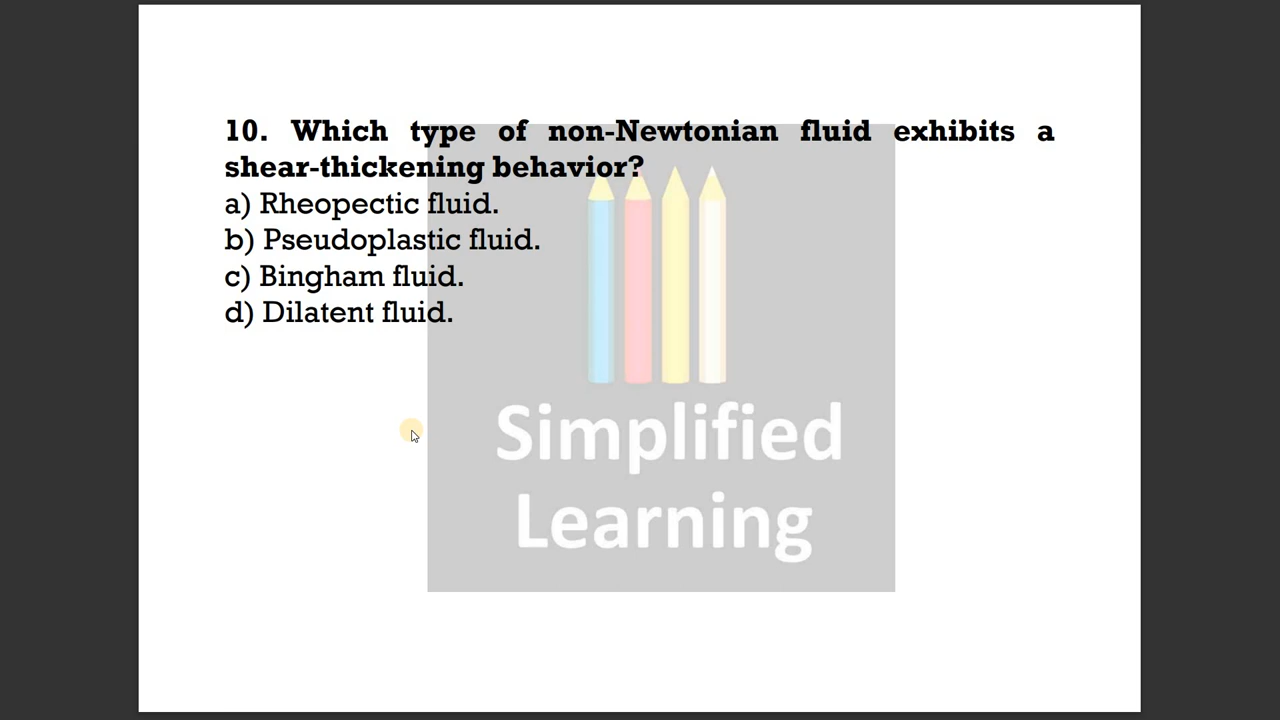 10. Which type of non-Newtonian fluid exhibits a
shear-thickening behavior?
a) Rheopectic fluid.
b) Pseudoplastic fluid.
c) Bingham fluid.
d) Dilatent fluid.
Simplified
Learning